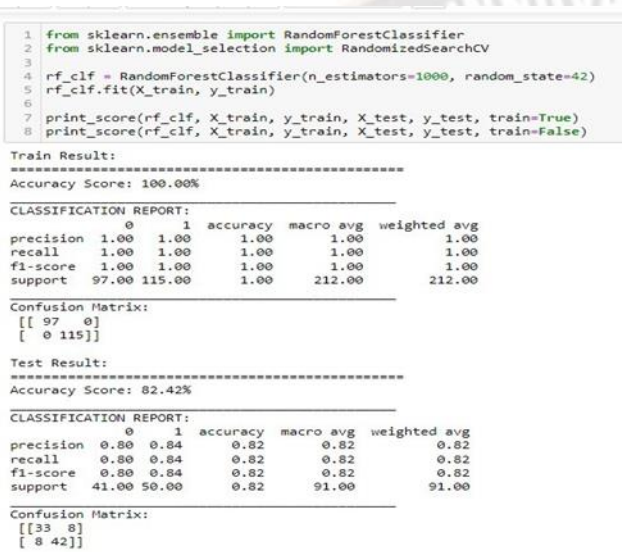 1 from sklearn.ensemble import RandomForestClassifier
2 from sklearn.model_selection import RandomizedSearchCV
3
4 rf_clf = RandomForestClassifier(n_estimators=1000, random_state=42)
5 rf_clf.fit(X_train, y_train)
6
7 print_score(rf_clf, X_train, y_train, X_test, y_test, train=True)
8 print_score(rf_clf, X_train, y_train, X_test, y_test, train=False)
Train Result:
================================================
Accuracy Score: 100.00%
_______________________________________________
CLASSIFICATION REPORT:
0 1 accuracy macro avg weighted avg
precision 1.00 1.00 1.00 1.00 1.00
recall 1.00 1.00 1.00 1.00 1.00
f1-score 1.00 1.00 1.00 1.00 1.00
support 97.00 115.00 1.00 212.00 212.00
_______________________________________________
Confusion Matrix:
[[ 97 0]
[ 0 115]]
Test Result:
================================================
Accuracy Score: 82.42%
_______________________________________________
CLASSIFICATION REPORT:
0 1 accuracy macro avg weighted avg
precision 0.80 0.84 0.82 0.82 0.82
recall 0.80 0.84 0.82 0.82 0.82
f1-score 0.80 0.84 0.82 0.82 0.82
support 41.00 50.00 0.82 91.00 91.00
_______________________________________________
Confusion Matrix:
[[33 8]
[ 8 42]]